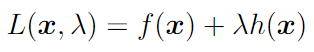 L(𝒙, λ) = f(𝒙) + λh(𝒙)